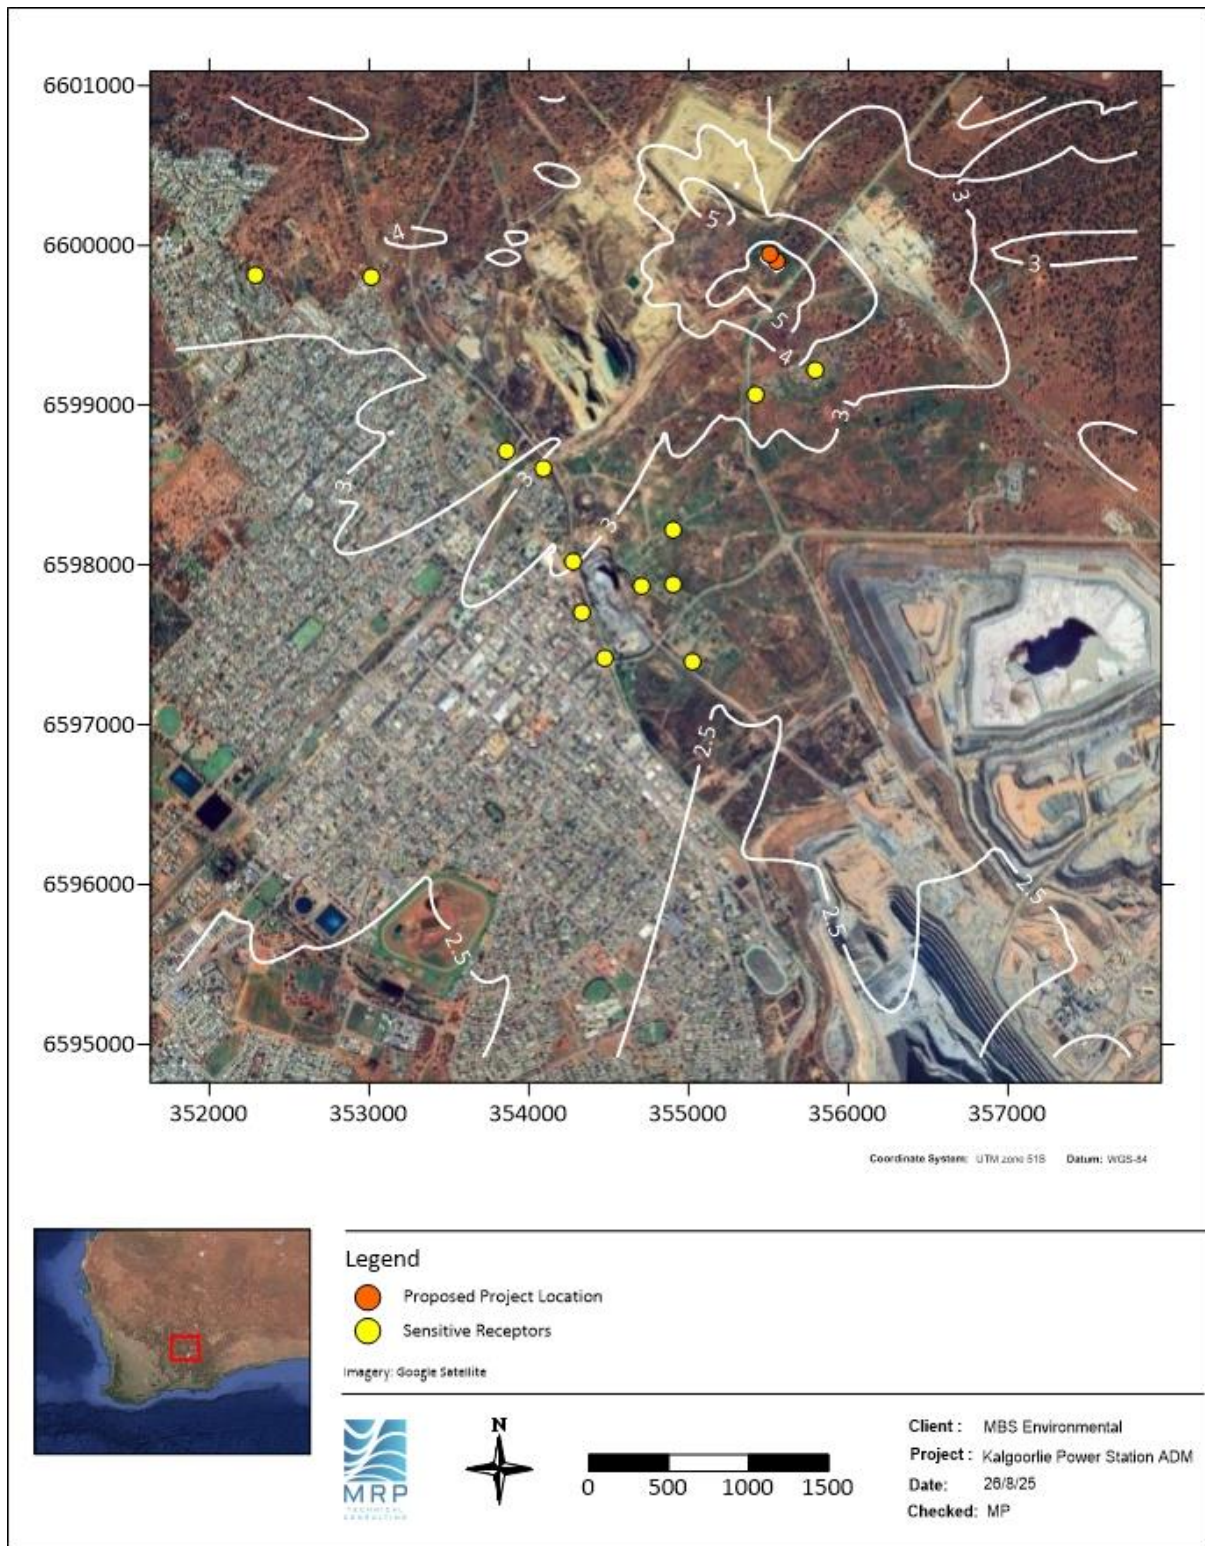 6601000
6600000
6599000
6598000
6597000
6596000
6595000
4
5
3
3
5
4
3
3
3
3
2.5
2.5
2.5
2.5
352000 353000 354000 355000 356000 357000
Coordinate System: UTM zone 51S Datum: WGS-84
Legend
Proposed Project Location
Sensitive Receptors
Imagery: Google Satellite
MRP
TECHNICAL
CONSULTING
N
0 500 1000 1500
Client : MBS Environmental
Project : Kalgoorlie Power Station ADM
Date: 26/8/25
Checked: MP